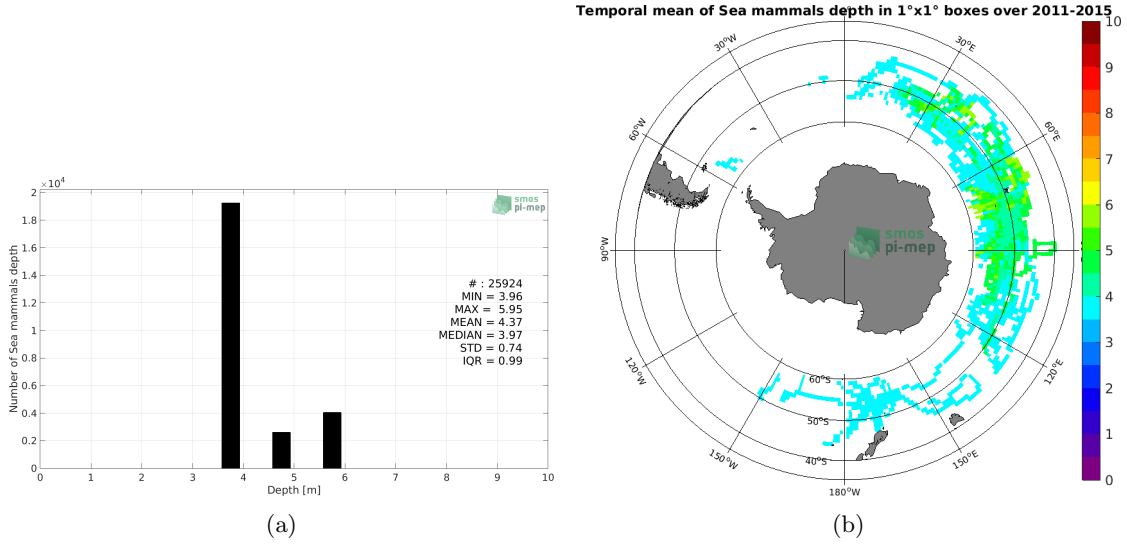 Temporal mean of Sea mammals depth in 1°x1° boxes over 2011-2015
×10⁴
2
1.8
1.6
1.4
1.2
1
0.8
0.6
0.4
0.2
0
0 1 2 3 4 5 6 7 8 9 10
Number of Sea mammals depth
Depth [m]
smos
pi-mep
# : 25924
MIN = 3.96
MAX = 5.95
MEAN = 4.37
MEDIAN = 3.97
STD = 0.74
IQR = 0.99
(a)
30°W
30°E
60°W
60°E
90°W
120°W
120°E
150°W
150°E
180°W
60°S
50°S
40°S
smos
pi-mep
10
9
8
7
6
5
4
3
2
1
0
(b)